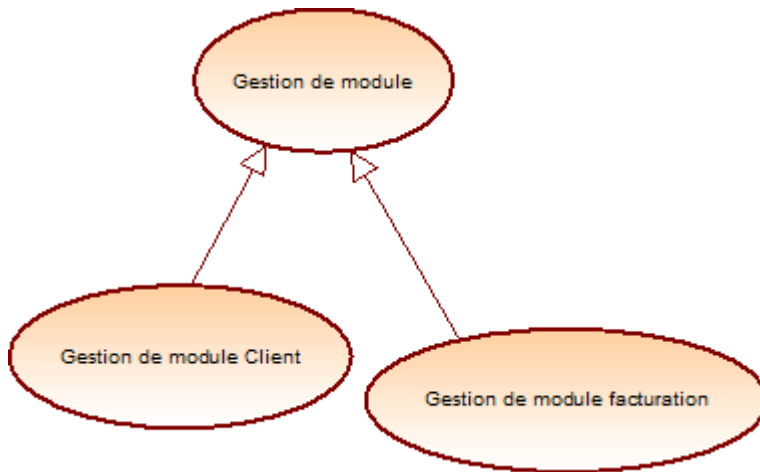 Gestion de module
Gestion de module Client
Gestion de module facturation